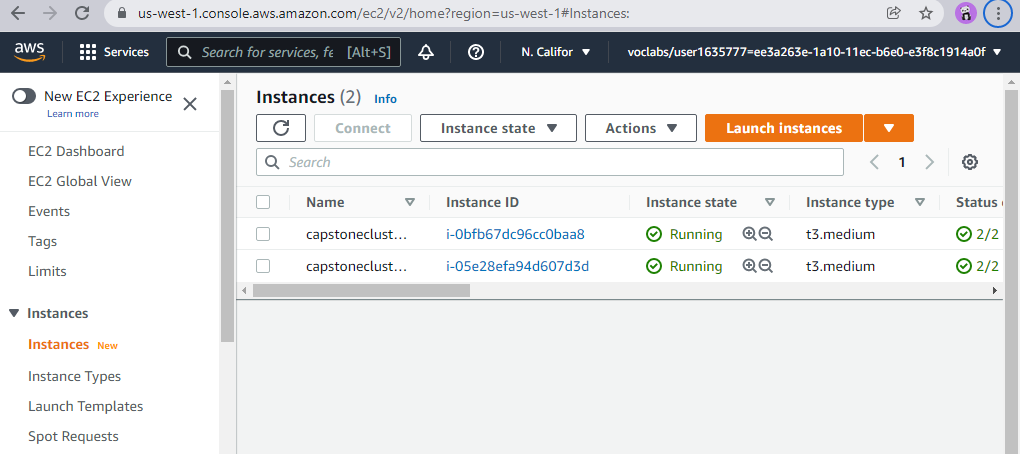 us-west-1.console.aws.amazon.com/ec2/v2/home?region=us-west-1#Instances:
aws Services Search for services, fe [Alt+S] N. Califor voclabs/user1635777=ee3a263e-1a10-11ec-b6e0-e3f8c1914a0f
New EC2 Experience
Learn more
EC2 Dashboard
EC2 Global View
Events
Tags
Limits
Instances
Instances New
Instance Types
Launch Templates
Spot Requests
Instances (2) Info
Connect Instance state Actions Launch instances
Search 1
Name Instance ID Instance state Instance type Status c
capstoneclust... i-0bfb67dc96cc0baa8 Running t3.medium 2/2
capstoneclust... i-05e28efa94d607d3d Running t3.medium 2/2